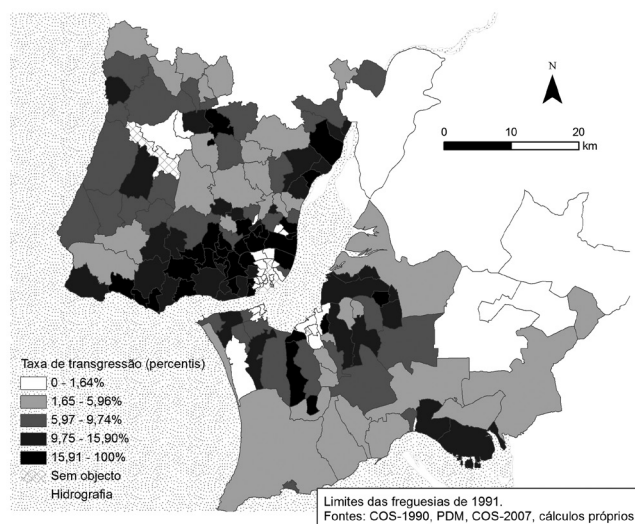 N
0 10 20
km
Taxa de transgressão (percentis)
0 - 1,64%
1,65 - 5,96%
5,97 - 9,74%
9,75 - 15,90%
15,91 - 100%
Sem objecto
Hidrografia
Limites das freguesias de 1991.
Fontes: COS-1990, PDM, COS-2007, cálculos próprios